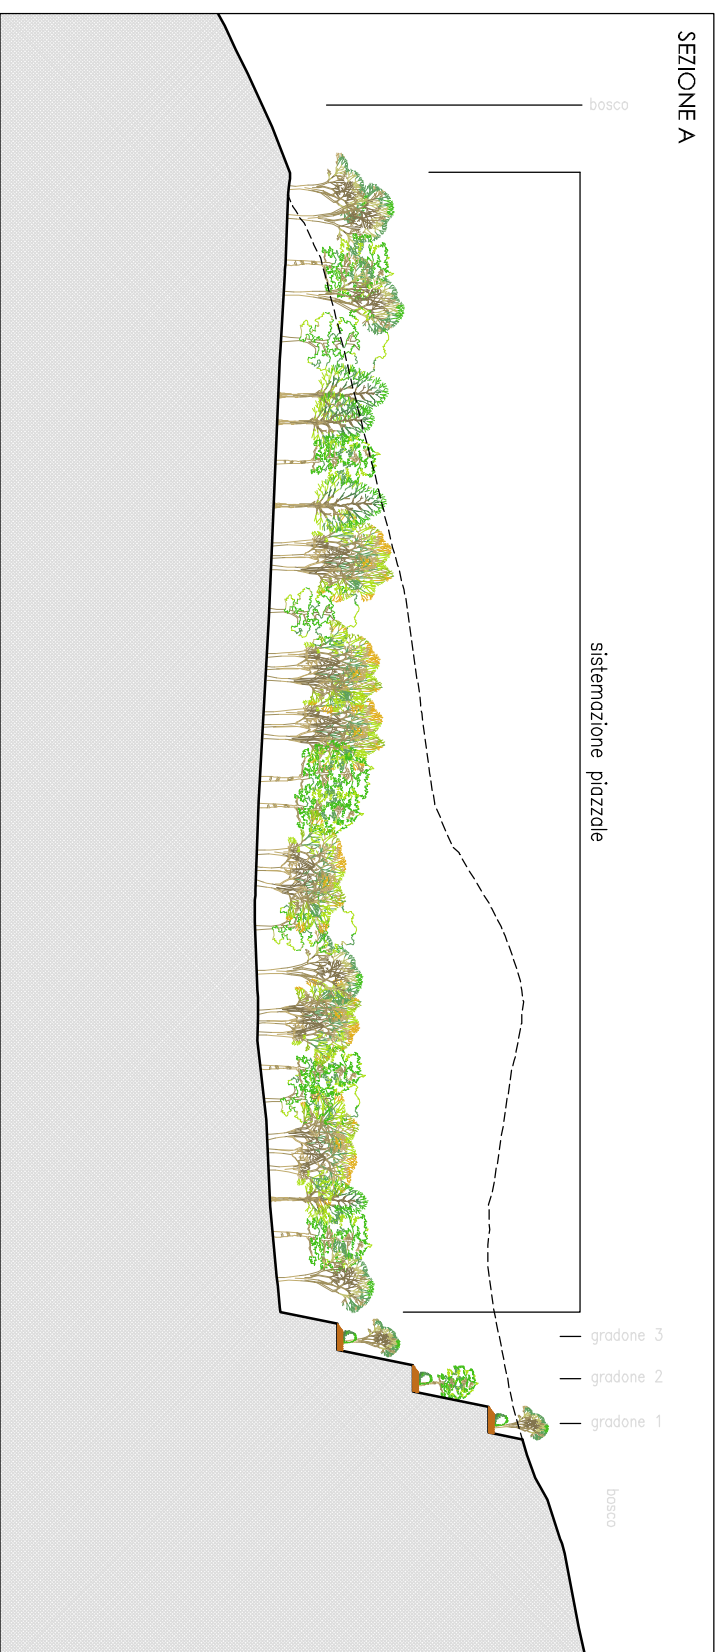 SEZIONE A
bosco
sistemazione piazzale
gradone 3
gradone 2
gradone 1
bosco